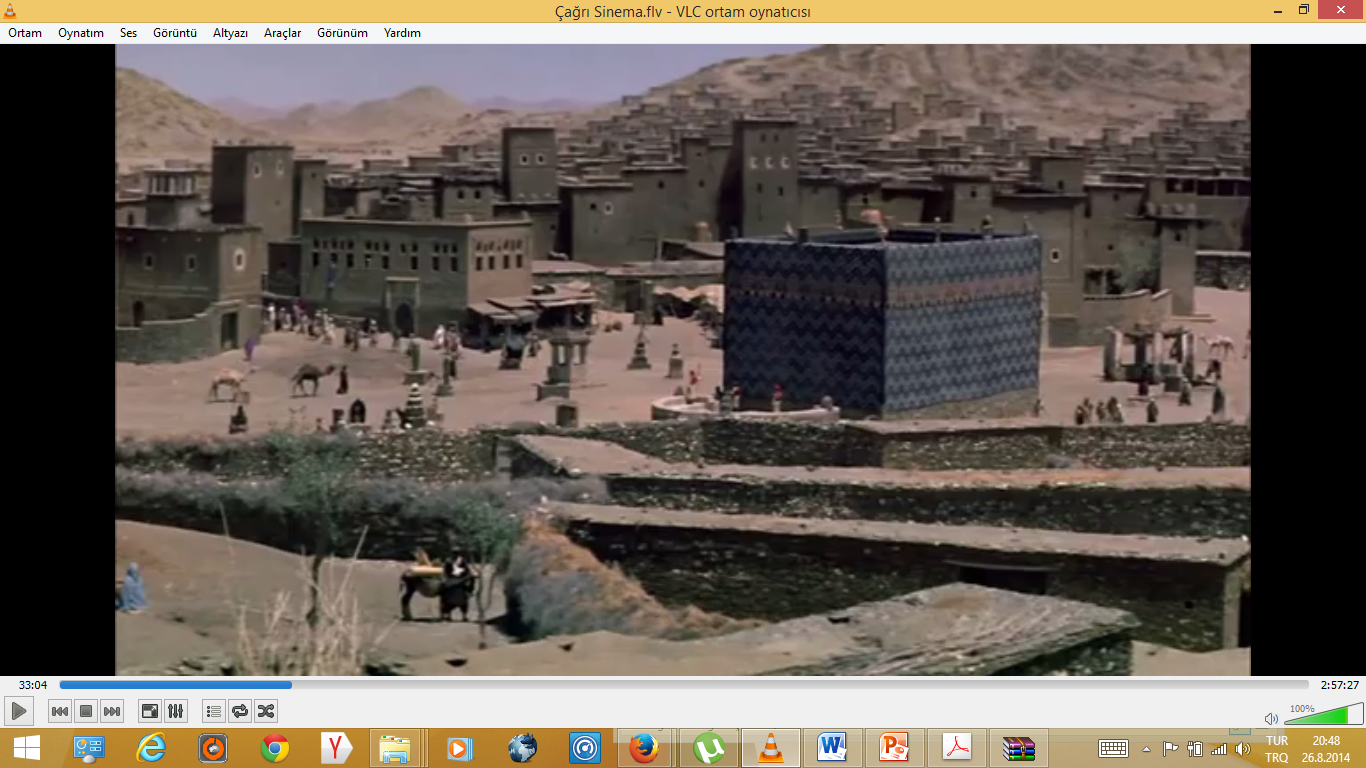 Çağrı Sinema.flv - VLC ortam oynatıcısı
Ortam Oynatım Ses Görüntü Altyazı Araçlar Görünüm Yardım
33:04
2:57:27
100%
TUR 20:48
TRQ 26.8.2014